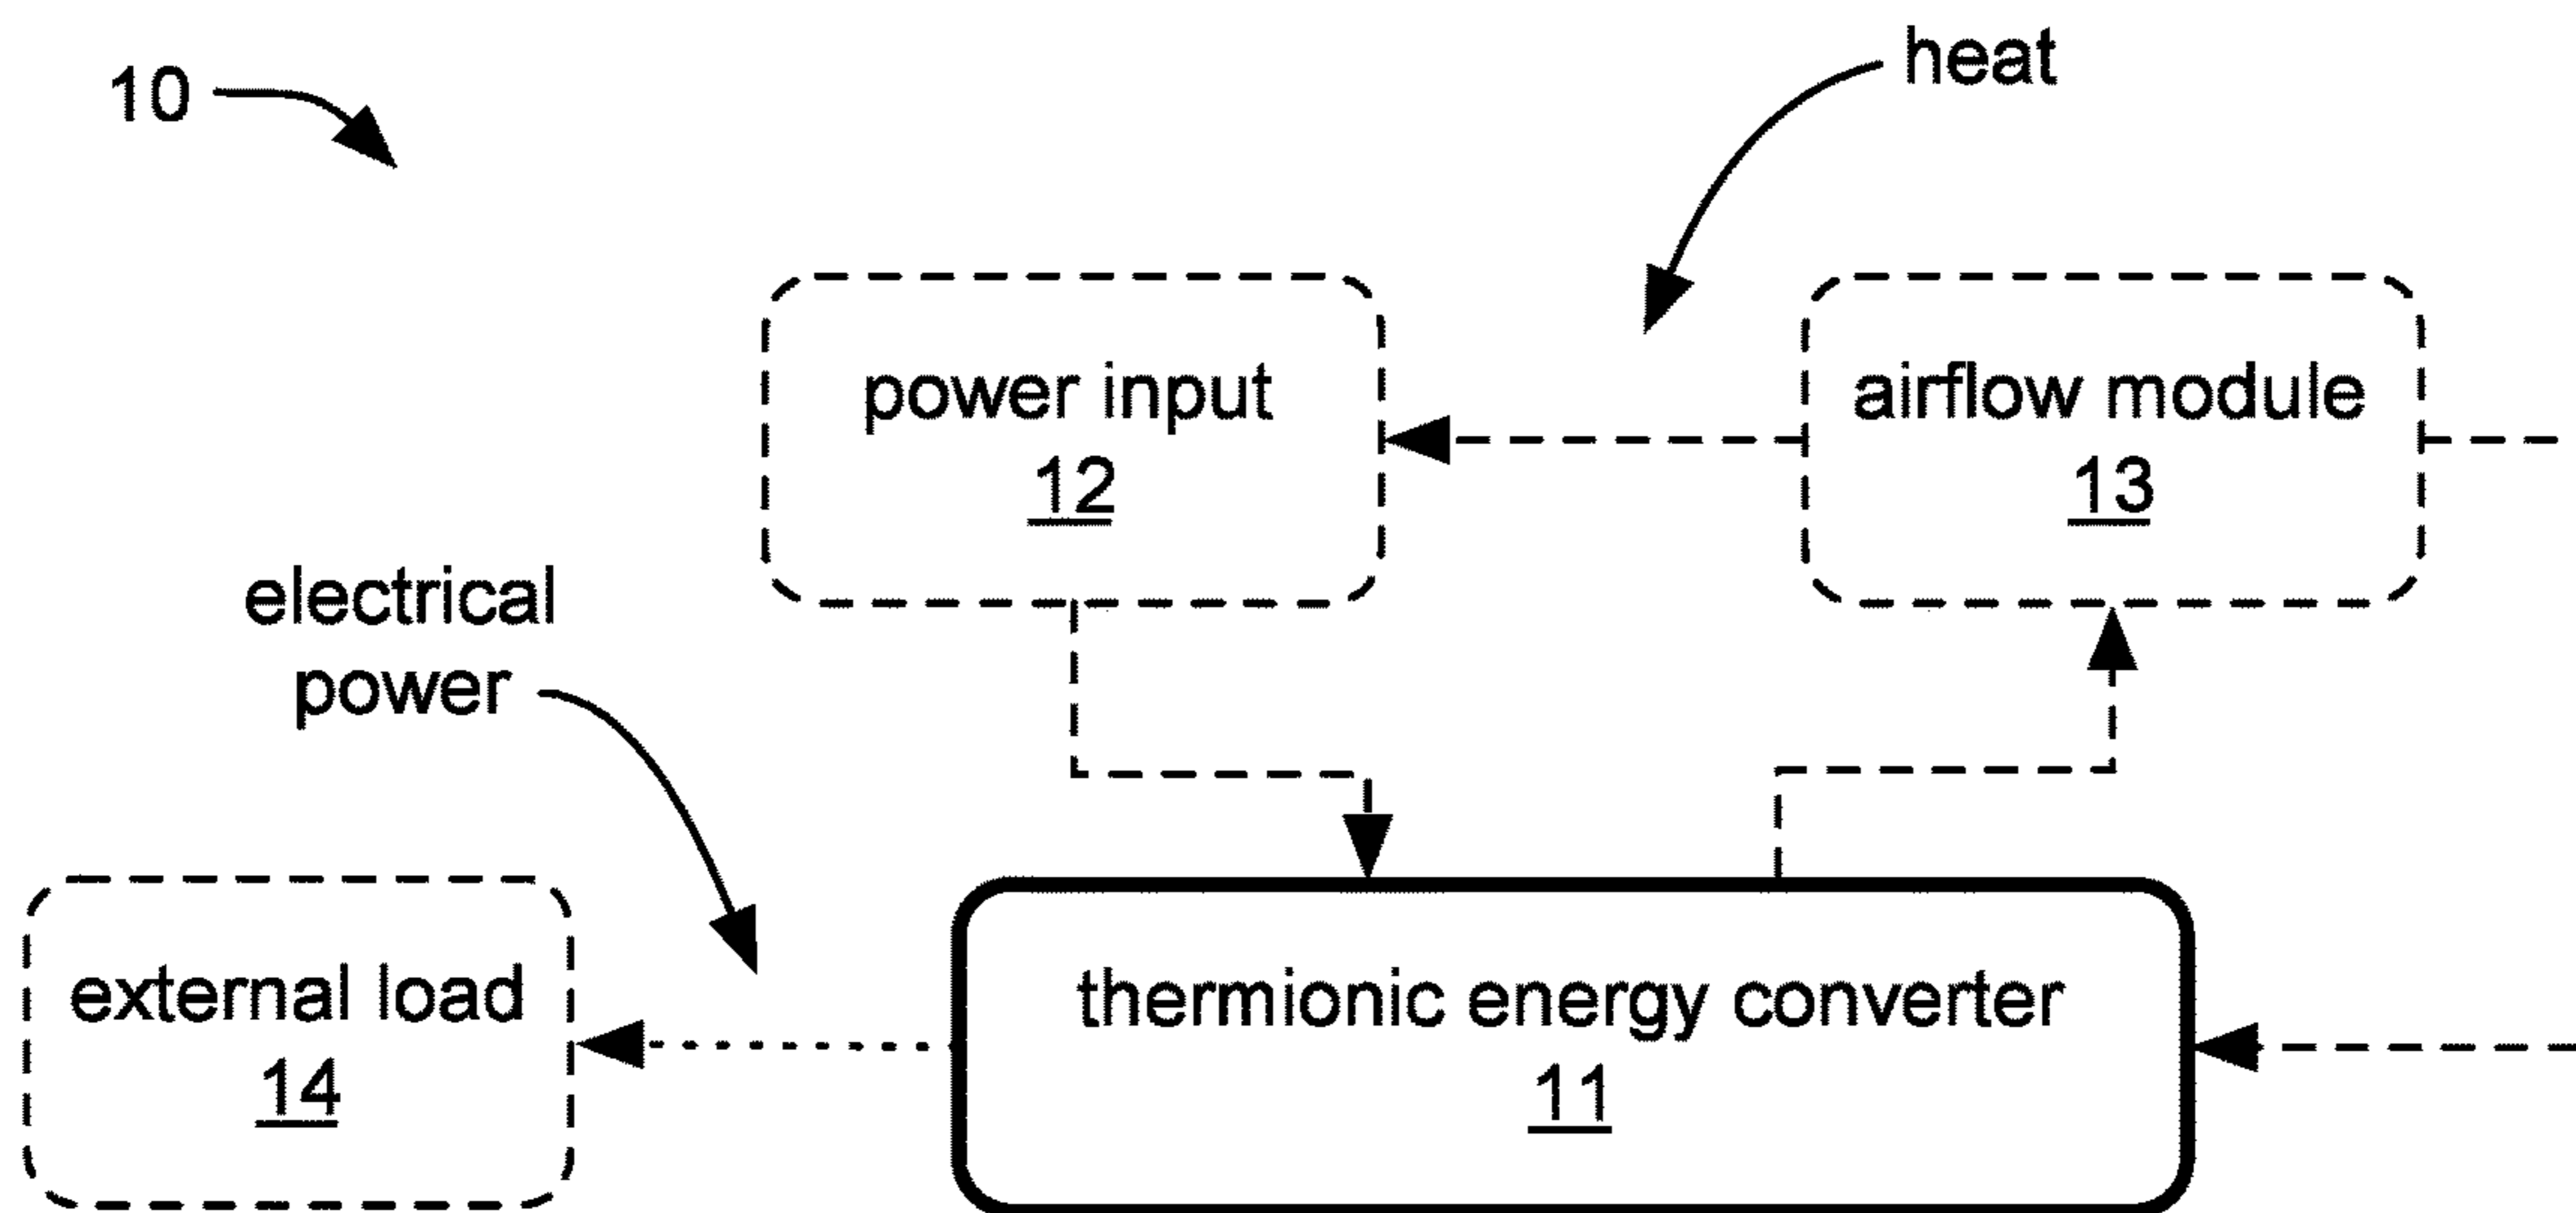 10
heat
power input
12
airflow module
13
electrical
power
external load
14
thermionic energy converter
11